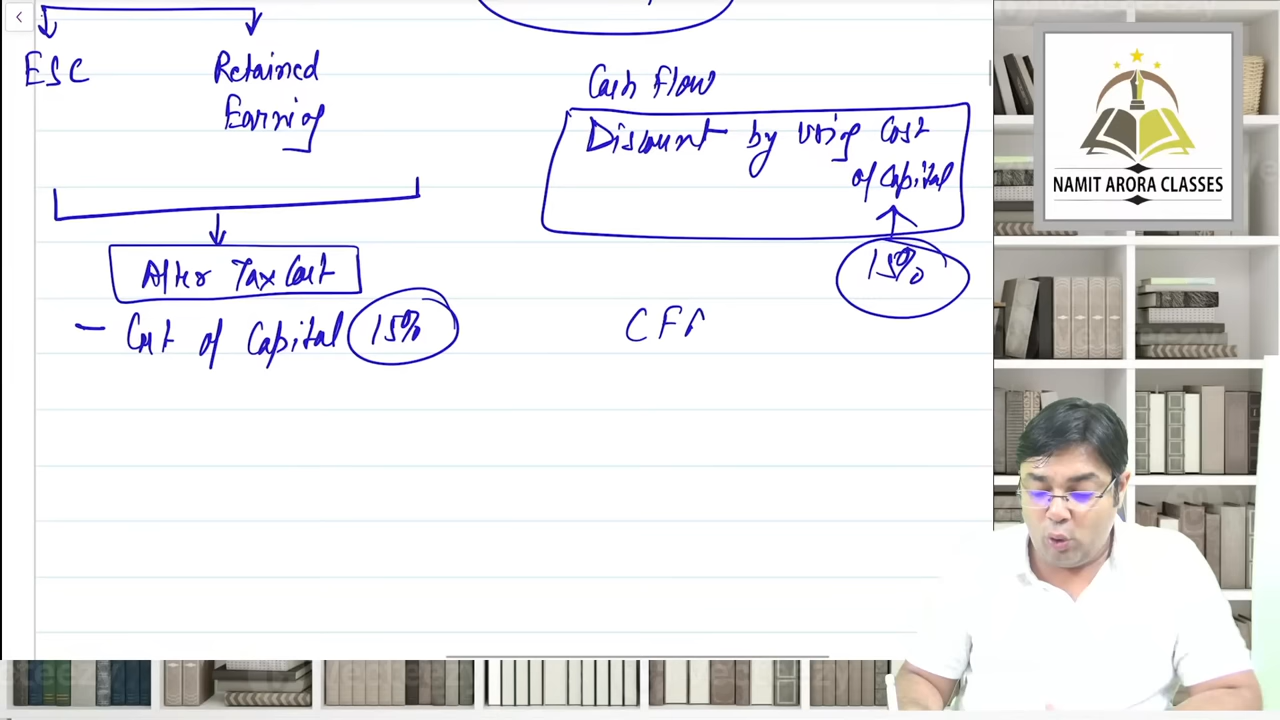 ESC
Retained
Earning
Cash Flow
Discount by using Cost
of Capital
15%
After Tax Cost
- Cost of Capital 15%
CFA
NAMIT ARORA CLASSES